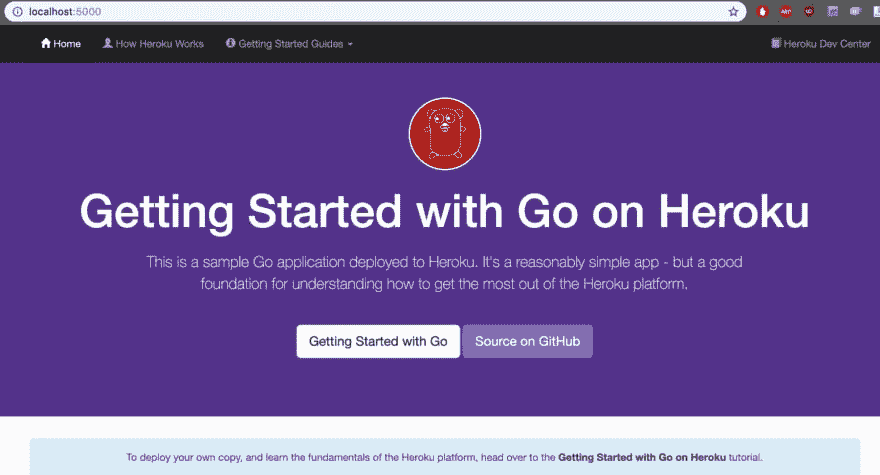 localhost:5000
Home
How Heroku Works
Getting Started Guides
Heroku Dev Center
Getting Started with Go on Heroku
This is a sample Go application deployed to Heroku. It's a reasonably simple app - but a good
foundation for understanding how to get the most out of the Heroku platform.
Getting Started with Go
Source on GitHub
To deploy your own copy, and learn the fundamentals of the Heroku platform, head over to the Getting Started with Go on Heroku tutorial.